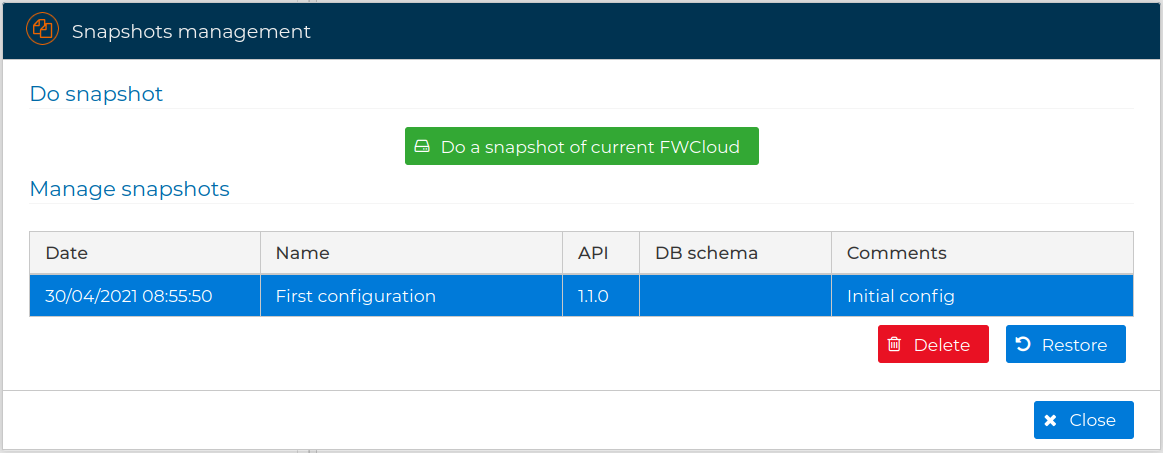 Snapshots management
Do snapshot
Do a snapshot of current FWCloud
Manage snapshots
Date Name API DB schema Comments
30/04/2021 08:55:50 First configuration 1.1.0 Initial config
Delete Restore
Close